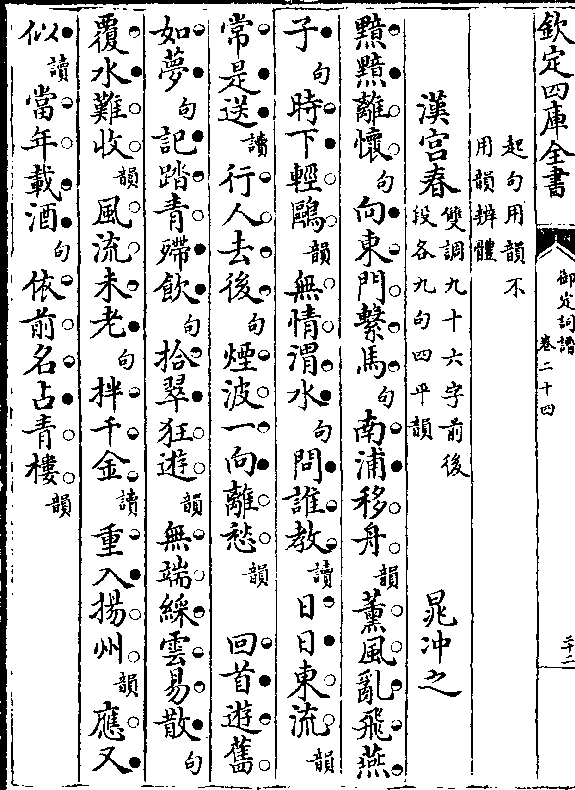 欽定四庫全書
御定詞譜
卷二十四
二十二
起句用韻不
用韻辨體
漢宮春 雙調九十六字前後
段各九句四平韻 晁冲之
黯黯離懷句向東門繫馬句南浦移舟韻薰風亂飛燕
子句時下輕鷗韻無情渭水句問誰教讀日日東流韻
常是送讀行人去後句煙波一向離愁韻 回首遊舊
如夢句記踏青殢飲句拾翠狂遊韻無端綵雲易散句
覆水難收韻風流未老句拌千金讀重入揚州韻應又
似讀當年載酒句依前名占青樓韻